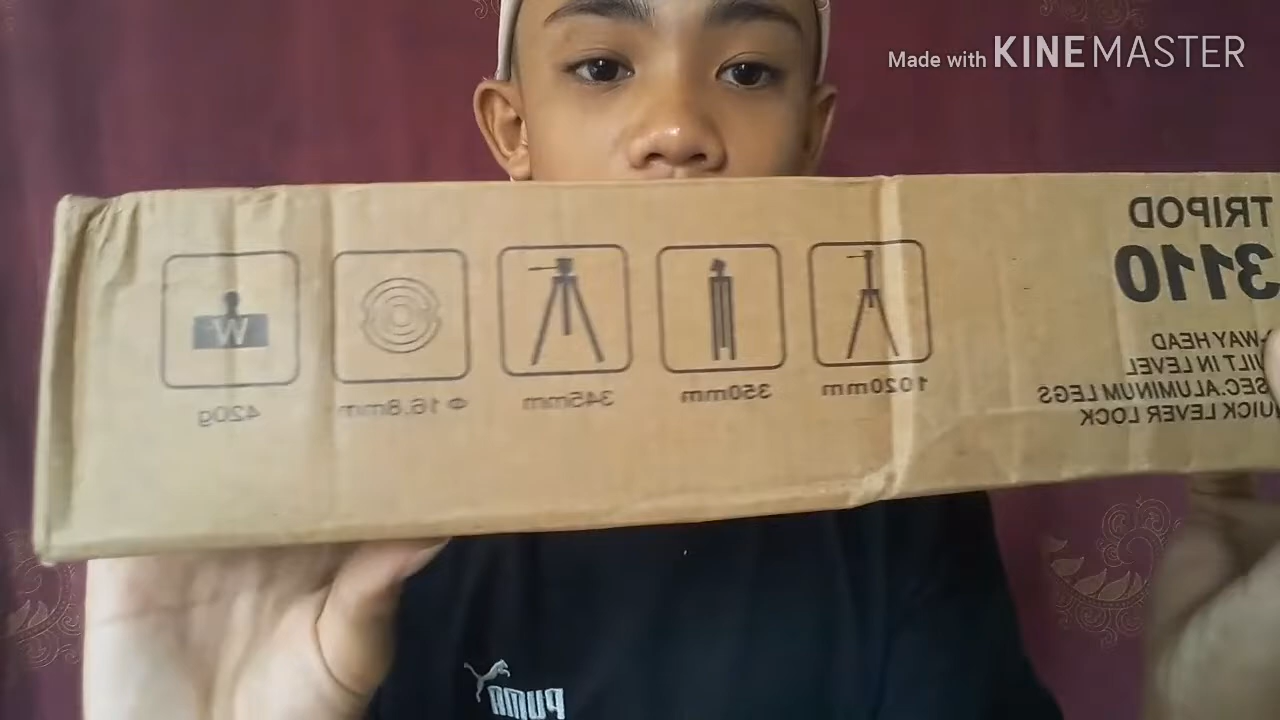 Made with KINEMASTER
TRIPOD
3110
-WAY HEAD
UILT IN LEVEL
SEC.ALUMINUM LEGS
QUICK LEVER LOCK
1020mm
350mm
345mm
Φ 16.8mm
W
420g
PUMA